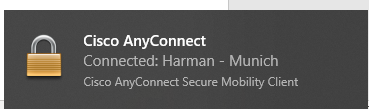 Cisco AnyConnect
Connected: Harman - Munich
Cisco AnyConnect Secure Mobility Client